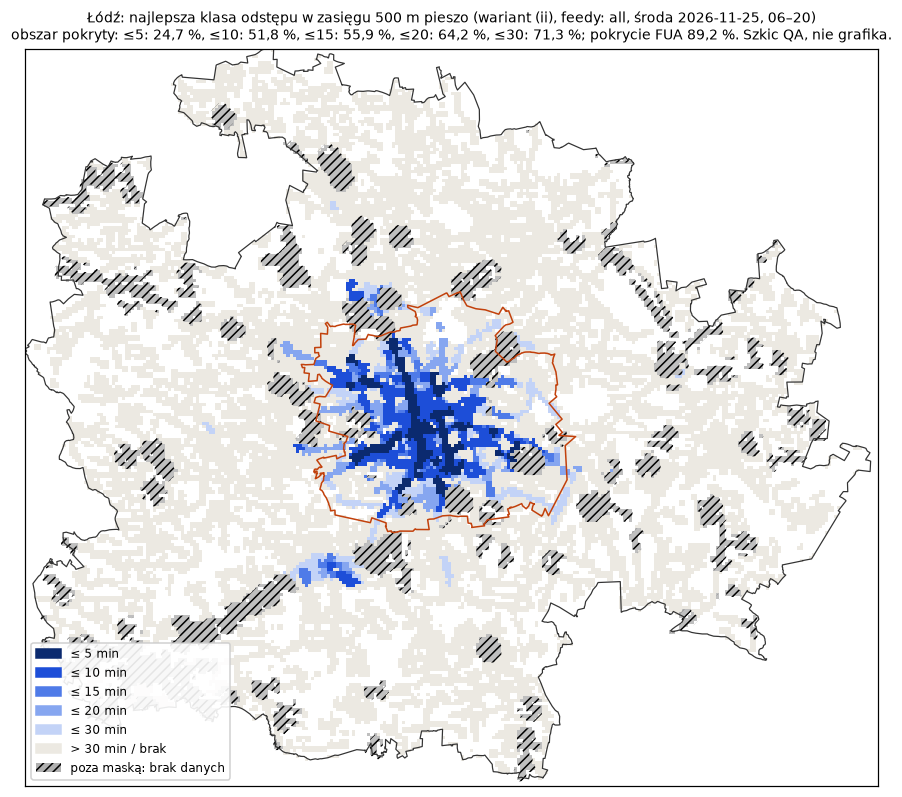 Łódź: najlepsza klasa odstępu w zasięgu 500 m pieszo (wariant (ii), feedy: all, środa 2026-11-25, 06–20)
obszar pokryty: ≤5: 24,7 %, ≤10: 51,8 %, ≤15: 55,9 %, ≤20: 64,2 %, ≤30: 71,3 %; pokrycie FUA 89,2 %. Szkic QA, nie grafika.
≤ 5 min
≤ 10 min
≤ 15 min
≤ 20 min
≤ 30 min
> 30 min / brak
poza maską: brak danych